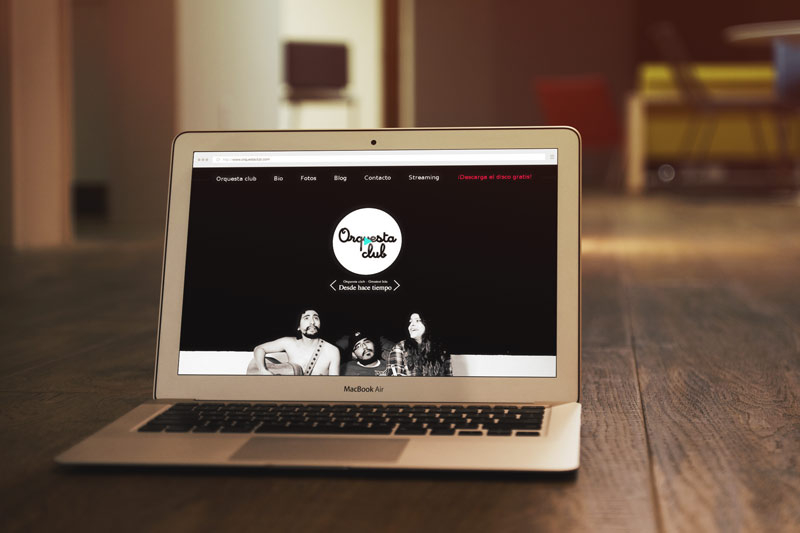 http://www.orquestaclub.com/
Orquesta club Bio Fotos Blog Contacto Streaming ¡Descarga el disco gratis!
Orquesta
club
Orquesta club - Greatest hits
Desde hace tiempo
MacBook Air